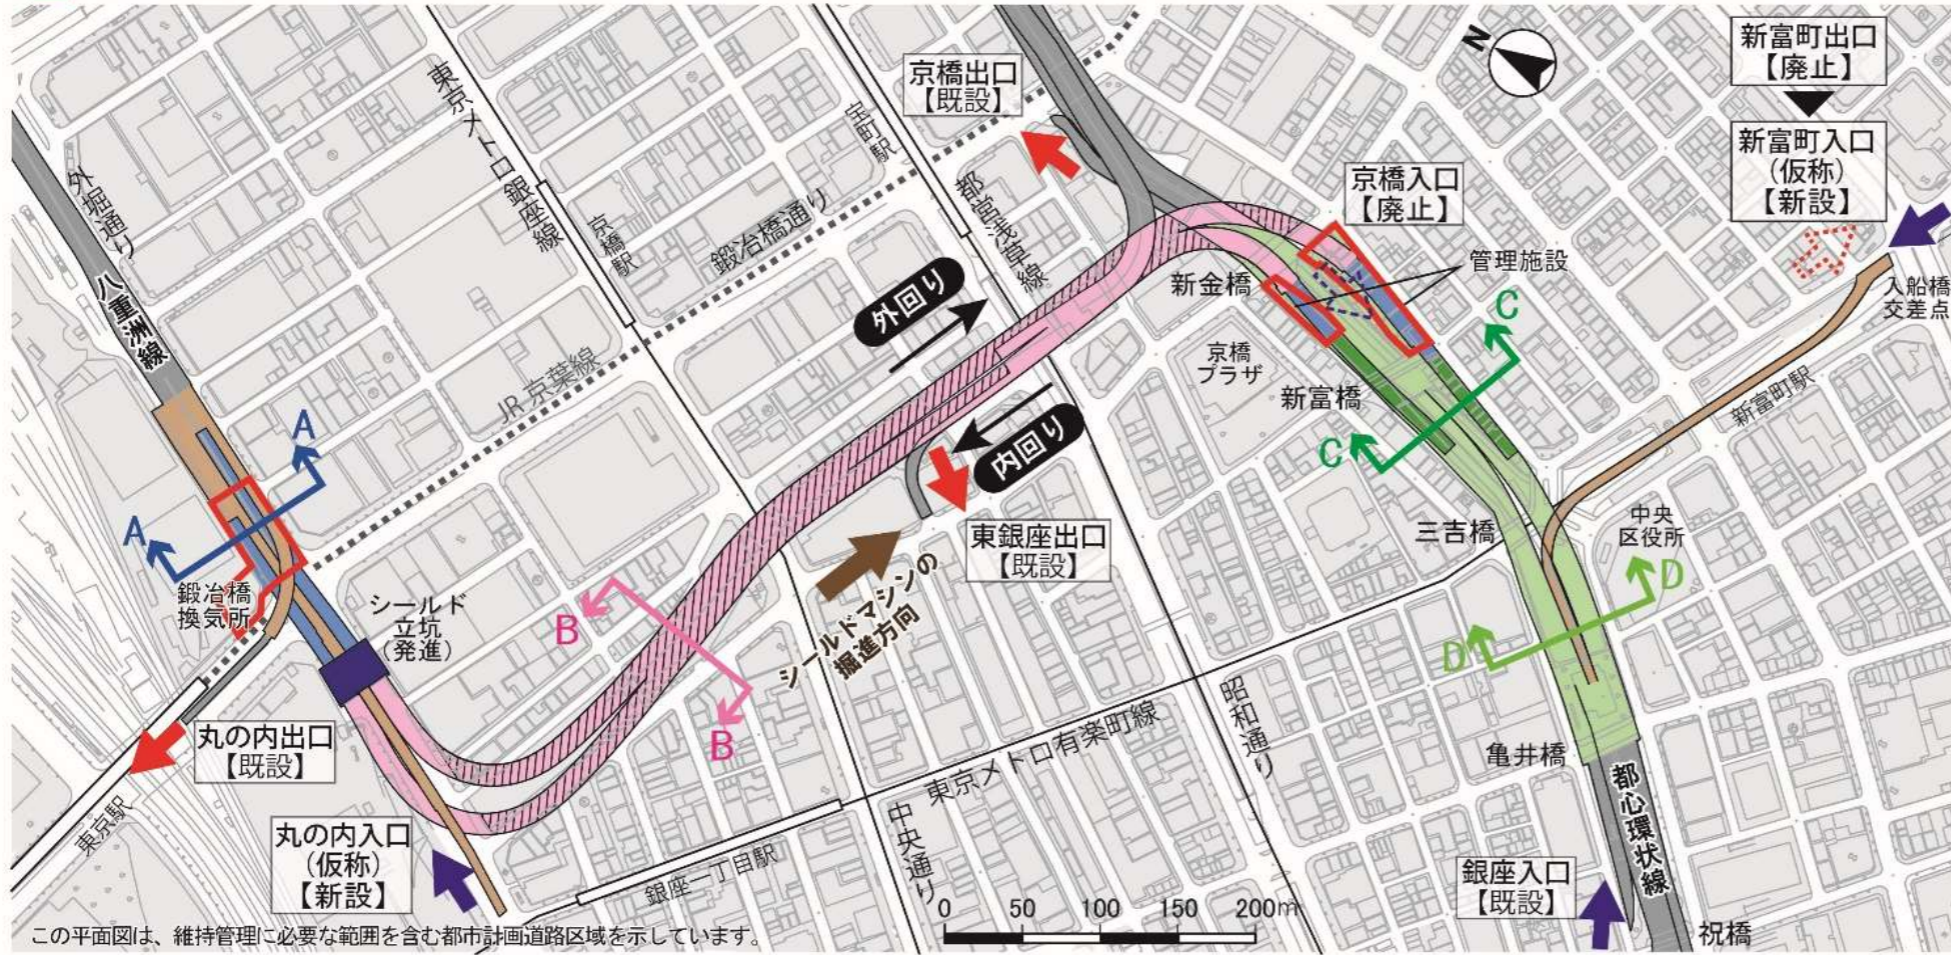 新富町出口
【廃止】
新富町入口
(仮称)
【新設】
N
京橋出口
【既設】
東京メトロ銀座線
宝町駅
外堀通り
京橋駅
鍛冶橋通り
都営浅草線
京橋入口
【廃止】
管理施設
新金橋
入船橋
交差点
八重洲線
外回り
C
京橋
プラザ
JR京葉線
新富橋
新富町駅
A
内回り
C
A
東銀座出口
【既設】
三吉橋
中央
区役所
鍛冶橋
換気所
シールド
立坑
(発進)
シールドマシンの
掘進方向
B
D
D
B
丸の内出口
【既設】
東京駅
東京メトロ有楽町線
昭和通り
亀井橋
都心環状線
丸の内入口
(仮称)
【新設】
銀座一丁目駅
中央通り
銀座入口
【既設】
0 50 100 150 200m
祝橋
この平面図は、維持管理に必要な範囲を含む都市計画道路区域を示しています。